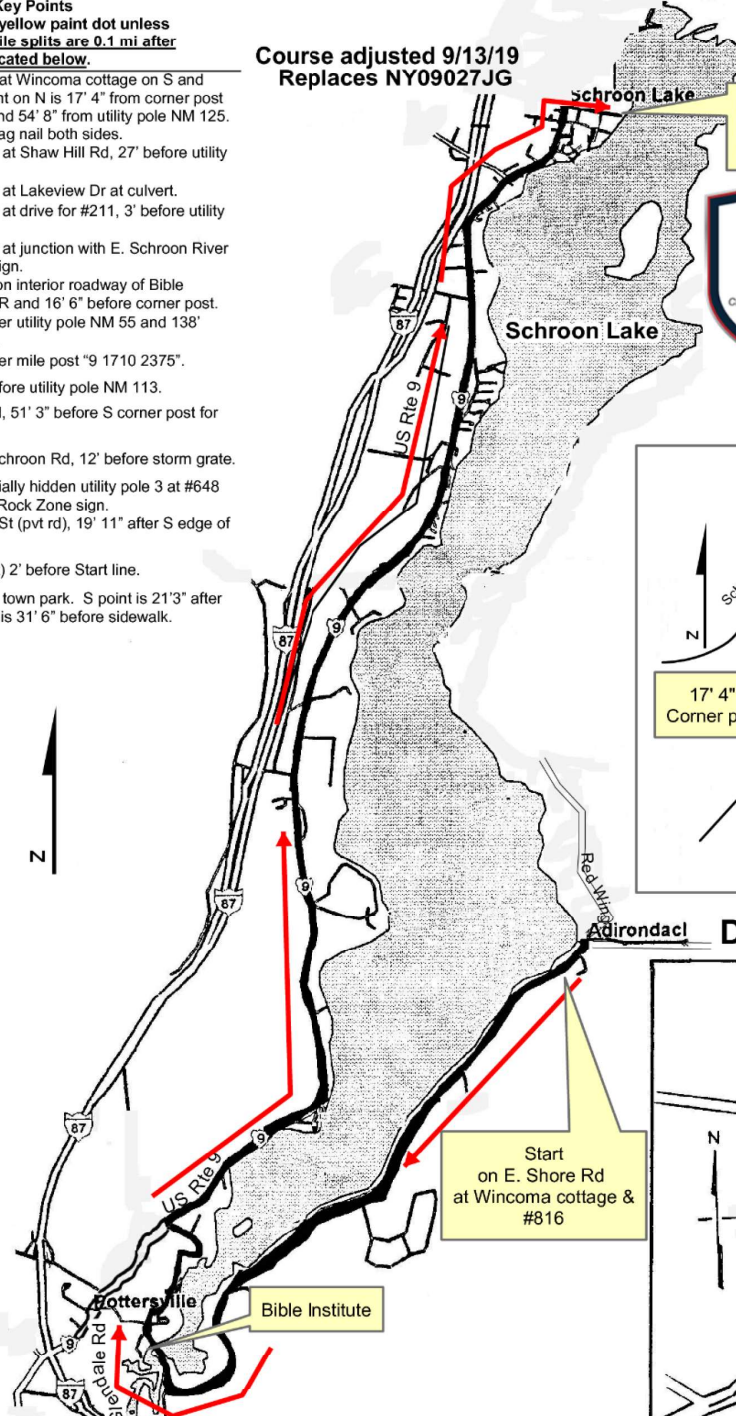 Key Points
yellow paint dot unless
ile splits are 0.1 mi after
cated below.
at Wincoma cottage on S and
nt on N is 17' 4" from corner post
nd 54' 8" from utility pole NM 125.
ag nail both sides.
at Shaw Hill Rd, 27' before utility
at Lakeview Dr at culvert.
at drive for #211, 3' before utility
at junction with E. Schroon River
ign.
on interior roadway of Bible
R and 16' 6" before corner post.
er utility pole NM 55 and 138'
er mile post "9 1710 2375".
fore utility pole NM 113.
l, 51' 3" before S corner post for
chroon Rd, 12' before storm grate.
ially hidden utility pole 3 at #648
Rock Zone sign.
St (pvt rd), 19' 11" after S edge of
) 2' before Start line.
town park. S point is 21'3" after
is 31' 6" before sidewalk.
Course adjusted 9/13/19
Replaces NY09027JG
Schroon Lake
87
Schroon Lake
9
US Rte 9
87
9
N
Sc
N
17' 4"
Corner p
9
87
Red Wing
Adirondacl
D
87
9
US Rte 9
Start
on E. Shore Rd
at Wincoma cottage &
#816
N
Pottersville
Bible Institute
9
Glendale Rd
87